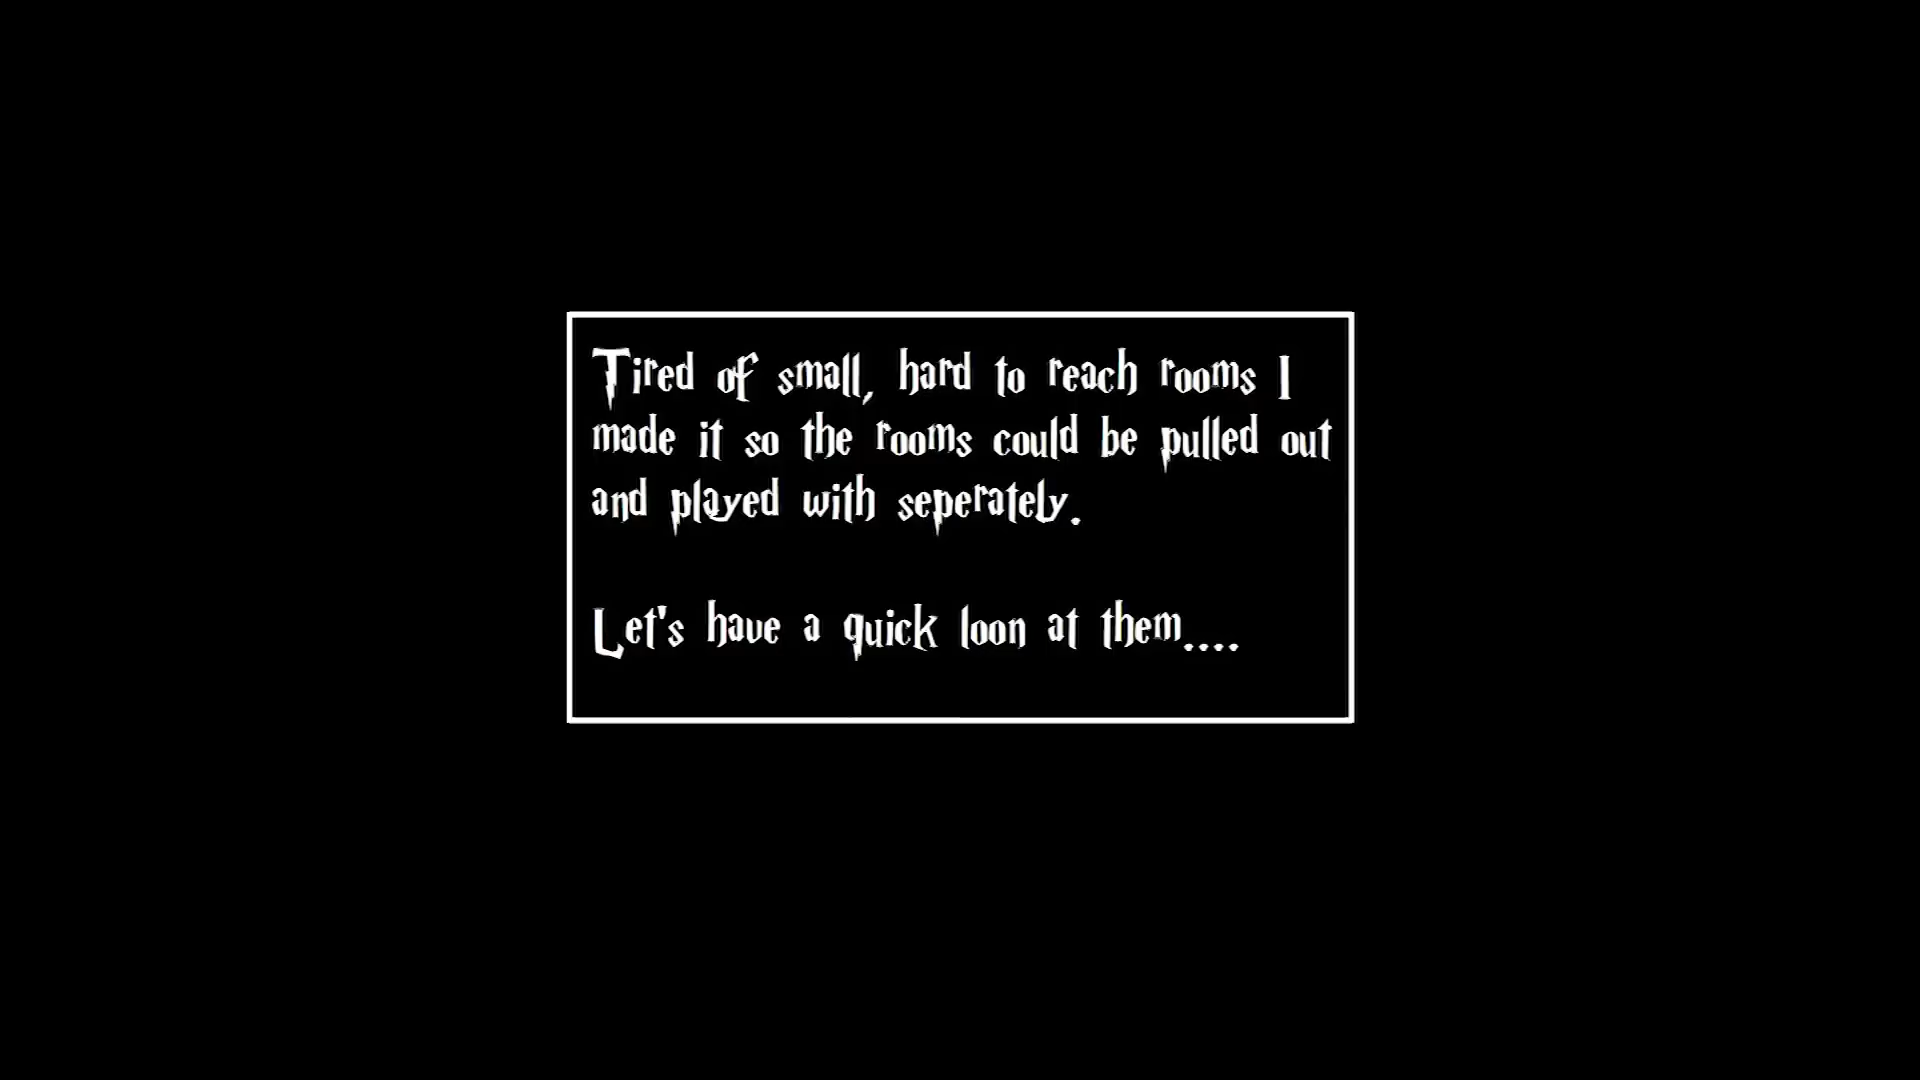 Tired of small, hard to reach rooms I
made it so the rooms could be pulled out
and played with seperately.
Let's have a quick loon at them....